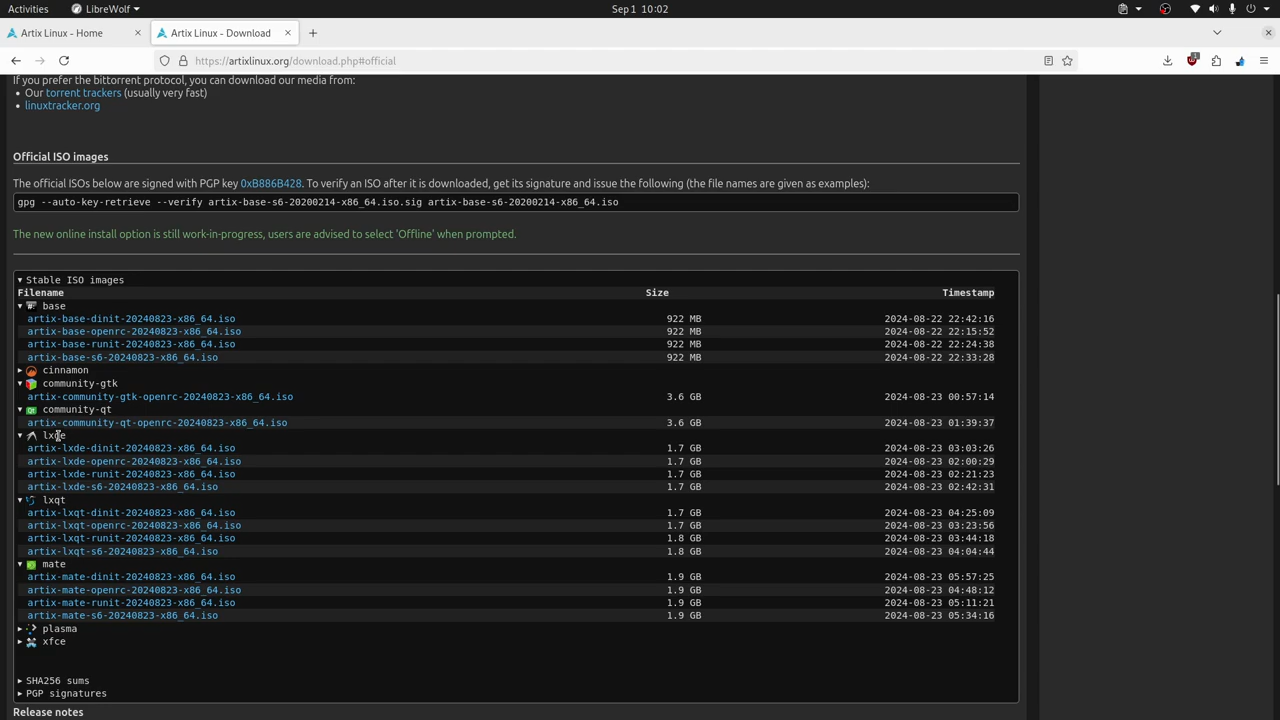 Activities LibreWolf Sep 1 10:02
Artix Linux - Home Artix Linux - Download
https://artixlinux.org/download.php#official
If you prefer the bittorrent protocol, you can download our media from:
• Our torrent trackers (usually very fast)
• linuxtracker.org
Official ISO images
The official ISOs below are signed with PGP key 0xB886B428. To verify an ISO after it is downloaded, get its signature and issue the following (the file names are given as examples):
gpg --auto-key-retrieve --verify artix-base-s6-20200214-x86_64.iso.sig artix-base-s6-20200214-x86_64.iso
The new online install option is still work-in-progress, users are advised to select 'Offline' when prompted.
▾ Stable ISO images
Filename Size Timestamp
▾ base
artix-base-dinit-20240823-x86_64.iso 922 MB 2024-08-22 22:42:16
artix-base-openrc-20240823-x86_64.iso 922 MB 2024-08-22 22:15:52
artix-base-runit-20240823-x86_64.iso 922 MB 2024-08-22 22:24:38
artix-base-s6-20240823-x86_64.iso 922 MB 2024-08-22 22:33:28
▸ cinnamon
▾ community-gtk
artix-community-gtk-openrc-20240823-x86_64.iso 3.6 GB 2024-08-23 00:57:14
▾ community-qt
artix-community-qt-openrc-20240823-x86_64.iso 3.6 GB 2024-08-23 01:39:37
▾ lxde
artix-lxde-dinit-20240823-x86_64.iso 1.7 GB 2024-08-23 03:03:26
artix-lxde-openrc-20240823-x86_64.iso 1.7 GB 2024-08-23 02:00:29
artix-lxde-runit-20240823-x86_64.iso 1.7 GB 2024-08-23 02:21:23
artix-lxde-s6-20240823-x86_64.iso 1.7 GB 2024-08-23 02:42:31
▾ lxqt
artix-lxqt-dinit-20240823-x86_64.iso 1.7 GB 2024-08-23 04:25:09
artix-lxqt-openrc-20240823-x86_64.iso 1.7 GB 2024-08-23 03:23:56
artix-lxqt-runit-20240823-x86_64.iso 1.8 GB 2024-08-23 03:44:18
artix-lxqt-s6-20240823-x86_64.iso 1.8 GB 2024-08-23 04:04:44
▾ mate
artix-mate-dinit-20240823-x86_64.iso 1.9 GB 2024-08-23 05:57:25
artix-mate-openrc-20240823-x86_64.iso 1.9 GB 2024-08-23 04:48:12
artix-mate-runit-20240823-x86_64.iso 1.9 GB 2024-08-23 05:11:21
artix-mate-s6-20240823-x86_64.iso 1.9 GB 2024-08-23 05:34:16
▸ plasma
▸ xfce
▸ SHA256 sums
▸ PGP signatures
Release notes